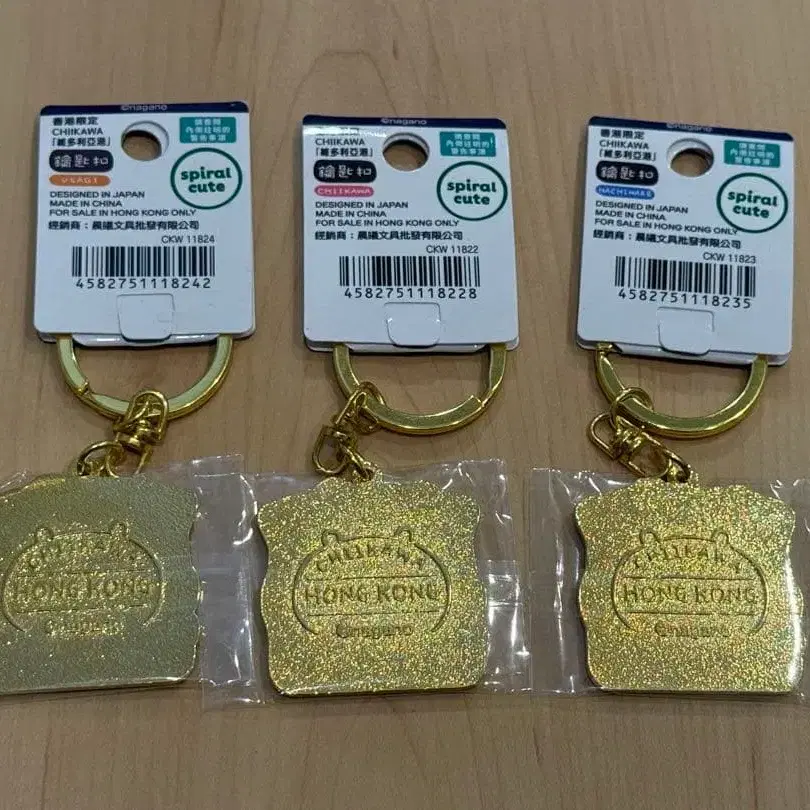 ©nagano
香港限定
CHIIKAWA
「維多利亞港」
鑰匙扣
USAGI
請查閱
內側註明的
警告事項
spiral
cute
DESIGNED IN JAPAN
MADE IN CHINA
FOR SALE IN HONG KONG ONLY
經銷商：晨曦文具批發有限公司
CKW 11824
4582751118242
©nagano
香港限定
CHIIKAWA
「維多利亞港」
鑰匙扣
CHIIKAWA
請查閱
內側註明的
警告事項
spiral
cute
DESIGNED IN JAPAN
MADE IN CHINA
FOR SALE IN HONG KONG ONLY
經銷商：晨曦文具批發有限公司
CKW 11822
4582751118228
©nagano
香港限定
CHIIKAWA
「維多利亞港」
鑰匙扣
HACHIWARE
請查閱
內側註明的
警告事項
spiral
cute
DESIGNED IN JAPAN
MADE IN CHINA
FOR SALE IN HONG KONG ONLY
經銷商：晨曦文具批發有限公司
CKW 11823
4582751118235
CHIIKAWA
HONG KONG
©nagano
CHIIKAWA
HONG KONG
©nagano
CHIIKAWA
HONG KONG
©nagano